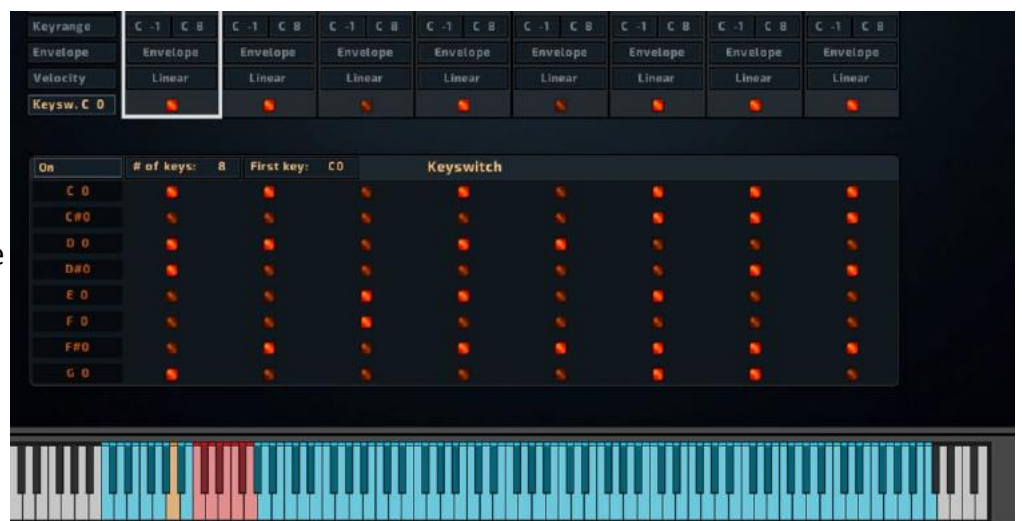 Keyrange C -1 C 8 C -1 C 8 C -1 C 8 C -1 C 8 C -1 C 8 C -1 C 8 C -1 C 8 C -1 C 8
Envelope Envelope Envelope Envelope Envelope Envelope Envelope Envelope Envelope
Velocity Linear Linear Linear Linear Linear Linear Linear Linear
Keysw. C 0
On # of keys: 8 First key: C0 Keyswitch
C 0
C#0
D 0
e
D#0
E 0
F 0
F#0
G 0